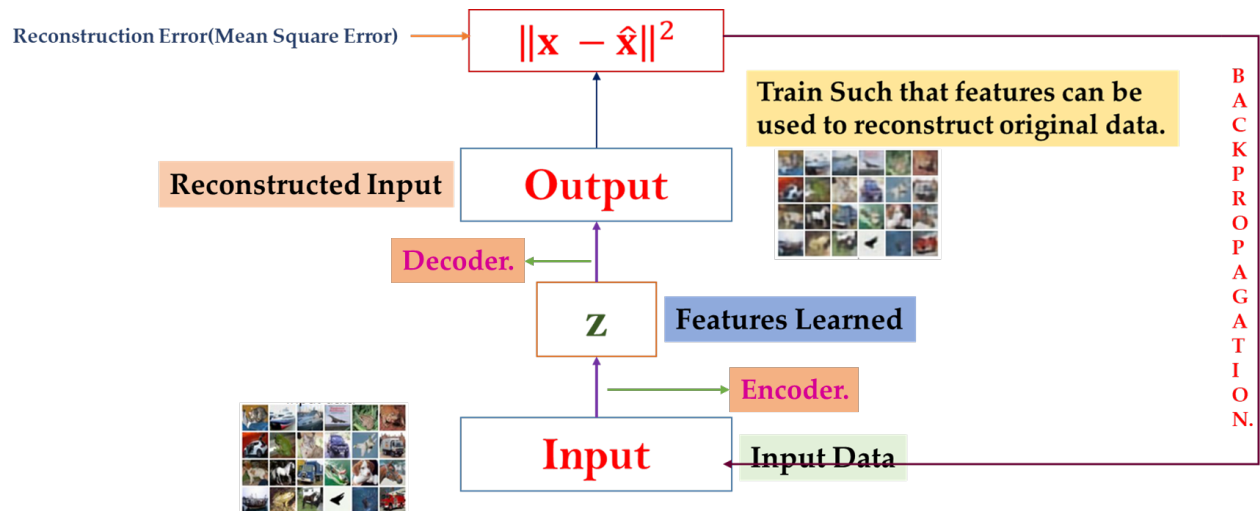 Reconstruction Error(Mean Square Error)
‖x − x̂‖²
Train Such that features can be
used to reconstruct original data.
Reconstructed Input
Output
Decoder.
z
Features Learned
Encoder.
Input
Input Data
BACKPROPAGATION.